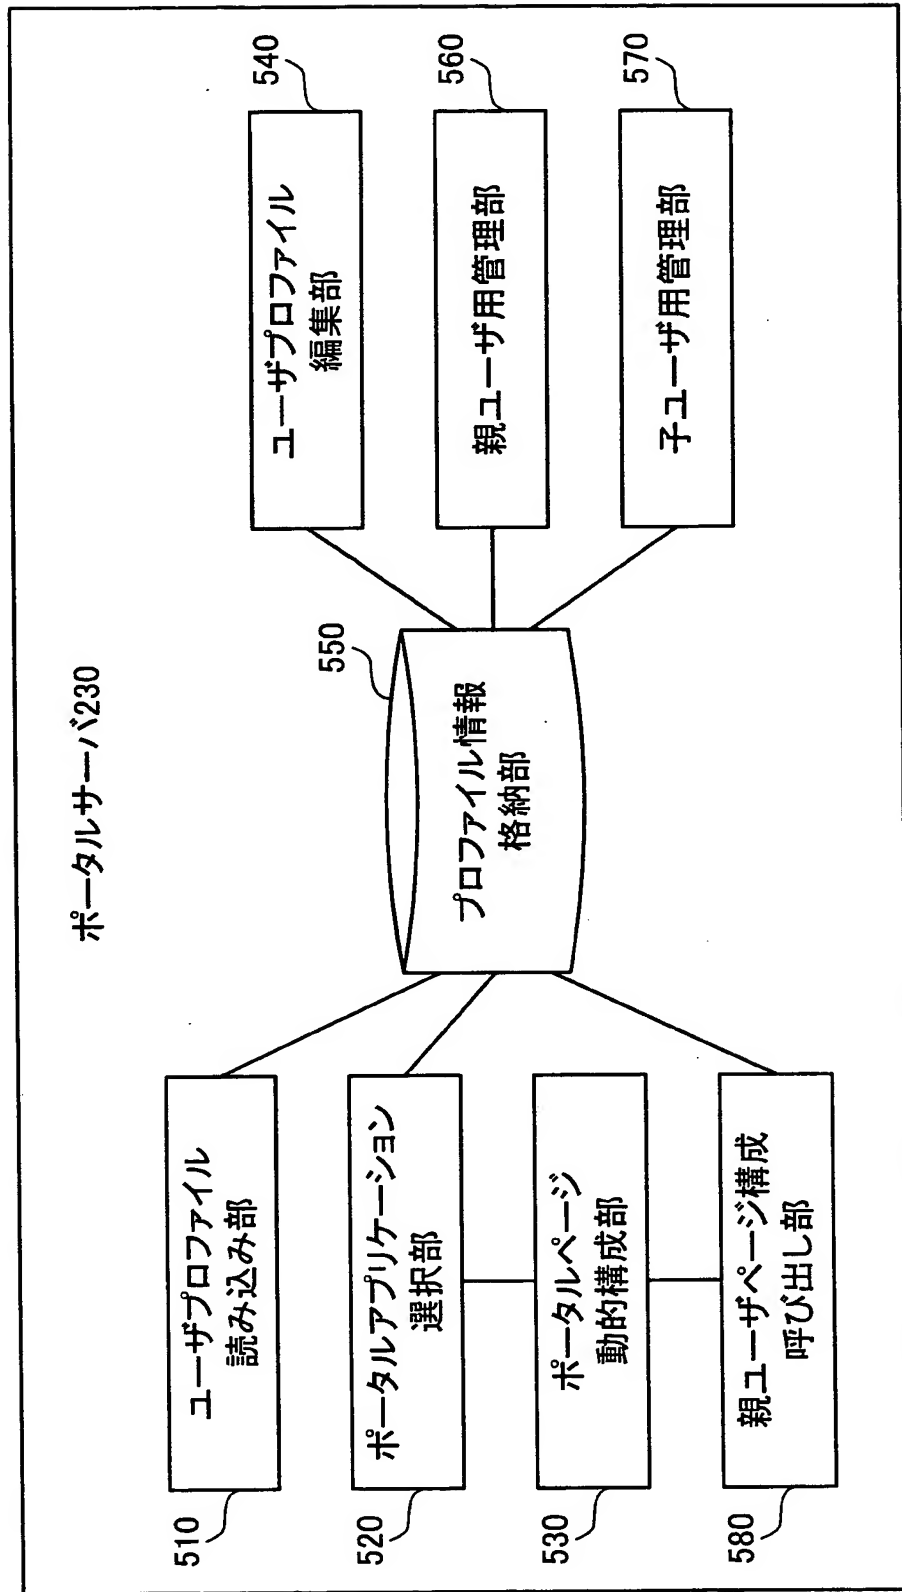 ポータルサーバ230
510
ユーザプロファイル
読み込み部
520
ポータルアプリケーション
選択部
530
ポータルページ
動的構成部
580
親ユーザページ構成
呼び出し部
550
プロファイル情報
格納部
540
ユーザプロファイル
編集部
560
親ユーザ用管理部
570
子ユーザ用管理部